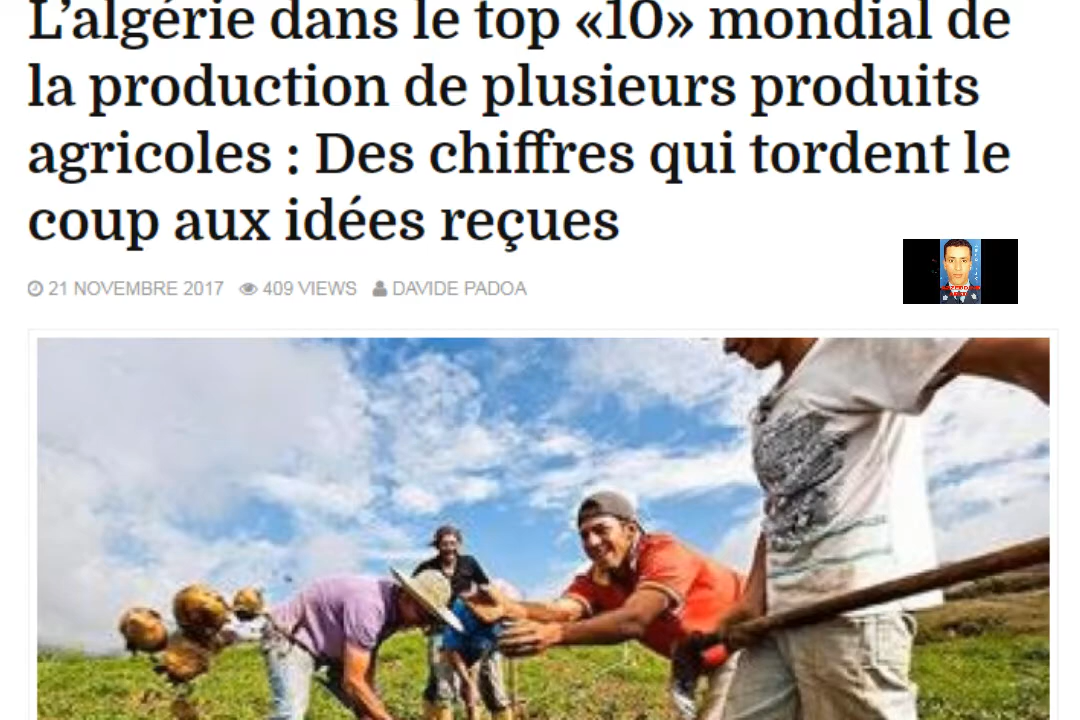 L’algérie dans le top «10» mondial de
la production de plusieurs produits
agricoles : Des chiffres qui tordent le
coup aux idées reçues
21 NOVEMBRE 2017 409 VIEWS DAVIDE PADOA